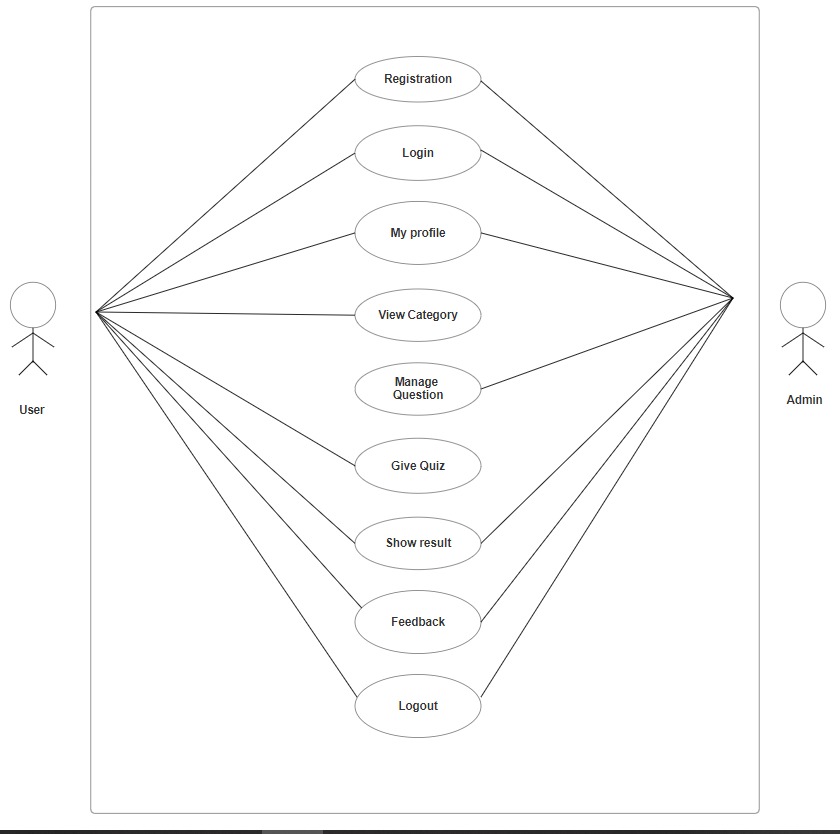 Registration
Login
My profile
View Category
Manage
Question
Give Quiz
Show result
Feedback
Logout
User
Admin